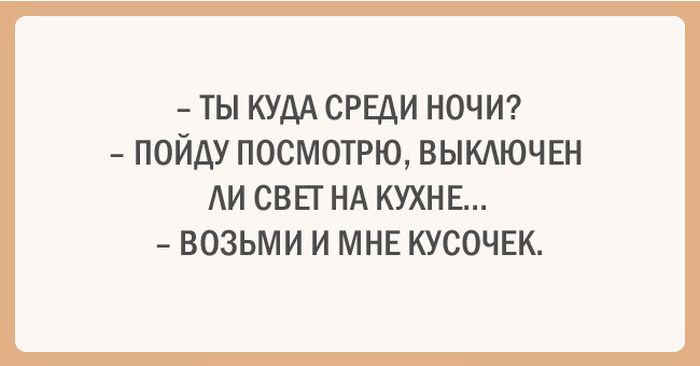 – ТЫ КУДА СРЕДИ НОЧИ?
– ПОЙДУ ПОСМОТРЮ, ВЫКЛЮЧЕН
ЛИ СВЕТ НА КУХНЕ...
– ВОЗЬМИ И МНЕ КУСОЧЕК.